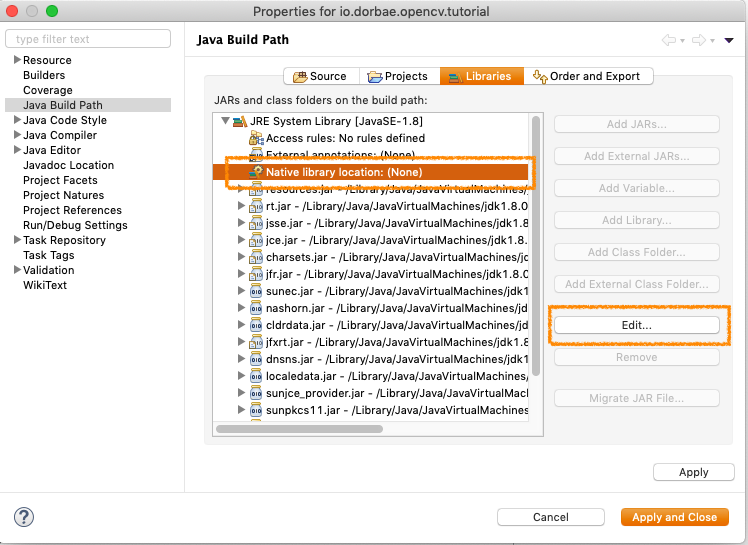 Properties for io.dorbae.opencv.tutorial
type filter text
Resource
Builders
Coverage
Java Build Path
Java Code Style
Java Compiler
Java Editor
Javadoc Location
Project Facets
Project Natures
Project References
Run/Debug Settings
Task Repository
Task Tags
Validation
WikiText
Java Build Path
Source
Projects
Libraries
Order and Export
JARs and class folders on the build path:
JRE System Library [JavaSE-1.8]
Access rules: No rules defined
External annotations: (None)
Native library location: (None)
resources.jar - /Library/Java/JavaVirtualMachines/
rt.jar - /Library/Java/JavaVirtualMachines/jdk1.8.0
jsse.jar - /Library/Java/JavaVirtualMachines/jdk1.8
jce.jar - /Library/Java/JavaVirtualMachines/jdk1.8.
charsets.jar - /Library/Java/JavaVirtualMachines/j
jfr.jar - /Library/Java/JavaVirtualMachines/jdk1.8.0
sunec.jar - /Library/Java/JavaVirtualMachines/jdk1
nashorn.jar - /Library/Java/JavaVirtualMachines/jd
cldrdata.jar - /Library/Java/JavaVirtualMachines/jd
jfxrt.jar - /Library/Java/JavaVirtualMachines/jdk1.8
dnsns.jar - /Library/Java/JavaVirtualMachines/jdk1
localedata.jar - /Library/Java/JavaVirtualMachines
sunjce_provider.jar - /Library/Java/JavaVirtualMac
sunpkcs11.jar - /Library/Java/JavaVirtualMachines
Add JARs...
Add External JARs...
Add Variable...
Add Library...
Add Class Folder...
Add External Class Folder...
Edit...
Remove
Migrate JAR File...
Apply
?
Cancel
Apply and Close